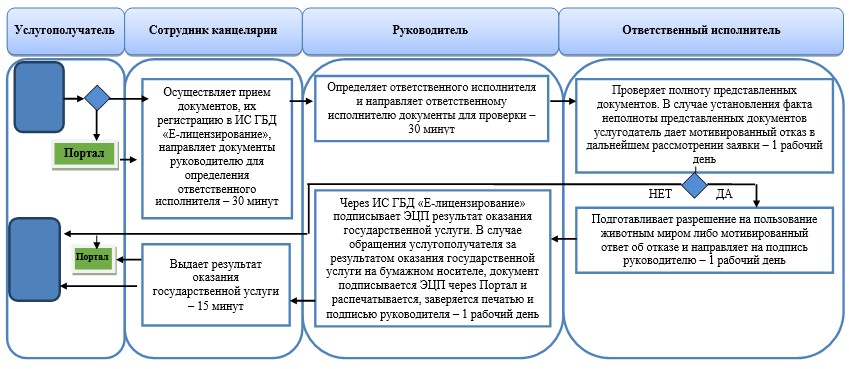 Услугополучатель
Сотрудник канцелярии
Руководитель
Ответственный исполнитель
Портал
Осуществляет прием
документов, их
регистрацию в ИС ГБД
«Е-лицензирование»,
направляет документы
руководителю для
определения
ответственного
исполнителя – 30 минут
Определяет ответственного исполнителя
и направляет ответственному
исполнителю документы для проверки –
30 минут
Проверяет полноту представленных
документов. В случае установления факта
неполноты представленных документов
услугодатель дает мотивированный отказ в
дальнейшем рассмотрении заявки – 1 рабочий
день
НЕТ
ДА
Подготавливает разрешение на пользование
животным миром либо мотивированный
ответ об отказе и направляет на подпись
руководителю – 1 рабочий день
Через ИС ГБД «Е-лицензирование»
подписывает ЭЦП результат оказания
государственной услуги. В случае
обращения услугополучателя за
результатом оказания государственной
услуги на бумажном носителе, документ
подписывается ЭЦП через Портал и
распечатывается, заверяется печатью и
подписью руководителя – 1 рабочий день
Выдает результат
оказания
государственной услуги
– 15 минут
Портал